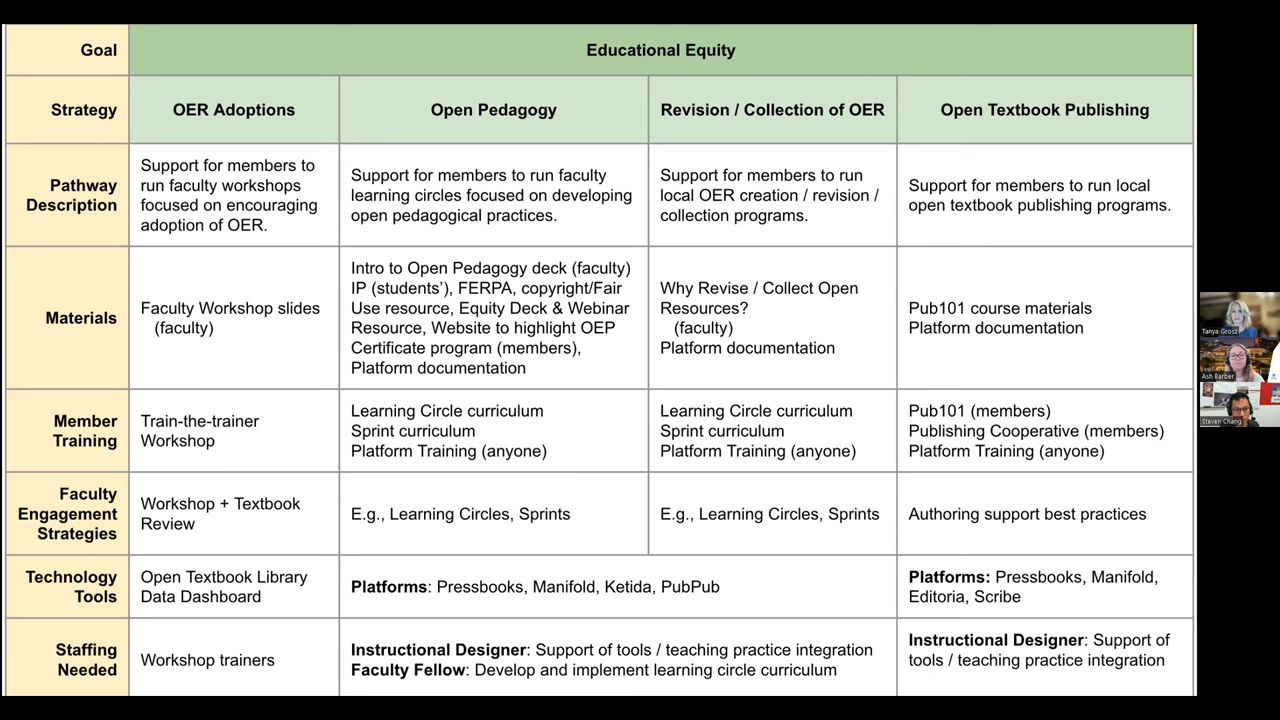 Goal
Educational Equity
Strategy
OER Adoptions
Open Pedagogy
Revision / Collection of OER
Open Textbook Publishing
Pathway
Description
Support for members to
run faculty workshops
focused on encouraging
adoption of OER.
Support for members to run faculty
learning circles focused on developing
open pedagogical practices.
Support for members to run
local OER creation / revision /
collection programs.
Support for members to run local
open textbook publishing programs.
Materials
Faculty Workshop slides
(faculty)
Intro to Open Pedagogy deck (faculty)
IP (students’), FERPA, copyright/Fair
Use resource, Equity Deck & Webinar
Resource, Website to highlight OEP
Certificate program (members),
Platform documentation
Why Revise / Collect Open
Resources?
(faculty)
Platform documentation
Pub101 course materials
Platform documentation
Member
Training
Train-the-trainer
Workshop
Learning Circle curriculum
Sprint curriculum
Platform Training (anyone)
Learning Circle curriculum
Sprint curriculum
Platform Training (anyone)
Pub101 (members)
Publishing Cooperative (members)
Platform Training (anyone)
Faculty
Engagement
Strategies
Workshop + Textbook
Review
E.g., Learning Circles, Sprints
E.g., Learning Circles, Sprints
Authoring support best practices
Technology
Tools
Open Textbook Library
Data Dashboard
Platforms: Pressbooks, Manifold, Ketida, PubPub
Platforms: Pressbooks, Manifold,
Editoria, Scribe
Staffing
Needed
Workshop trainers
Instructional Designer: Support of tools / teaching practice integration
Faculty Fellow: Develop and implement learning circle curriculum
Instructional Designer: Support of
tools / teaching practice integration
Tanya Grosz
Ash Barber
Steven Chang